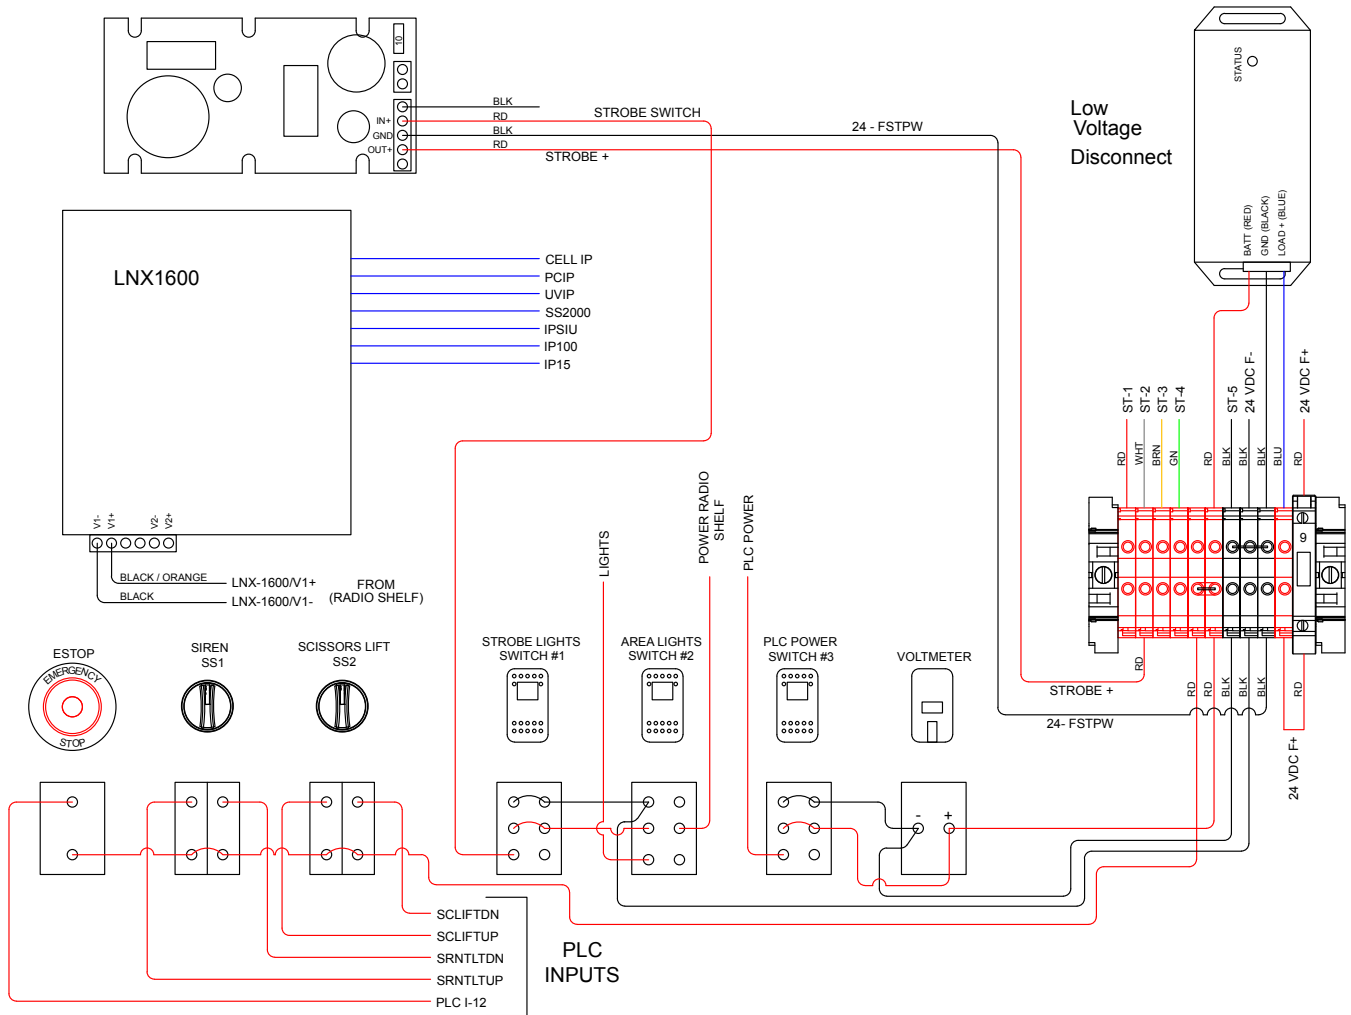 10
IN+
GND
OUT+
BLK
RD
BLK
RD
STROBE SWITCH
STROBE +
24 - FSTPW
STATUS
Low
Voltage
Disconnect
BATT (RED)
GND (BLACK)
LOAD + (BLUE)
LNX1600
CELL IP
PCIP
UVIP
SS2000
IPSIU
IP100
IP15
V1-
V1+
V2-
V2+
BLACK / ORANGE
BLACK
LNX-1600/V1+
LNX-1600/V1-
FROM
(RADIO SHELF)
LIGHTS
POWER RADIO
SHELF
PLC POWER
ST-1
ST-2
ST-3
ST-4
ST-5
24 VDC F-
24 VDC F+
RD
WHT
BRN
GN
RD
BLK
BLK
BLK
BLU
RD
9
ESTOP
EMERGENCY
STOP
SIREN
SS1
SCISSORS LIFT
SS2
STROBE LIGHTS
SWITCH #1
AREA LIGHTS
SWITCH #2
PLC POWER
SWITCH #3
VOLTMETER
RD
STROBE +
24- FSTPW
RD
RD
BLK
BLK
BLK
RD
24 VDC F+
- +
SCLIFTDN
SCLIFTUP
SRNTLTDN
SRNTLTUP
PLC I-12
PLC
INPUTS